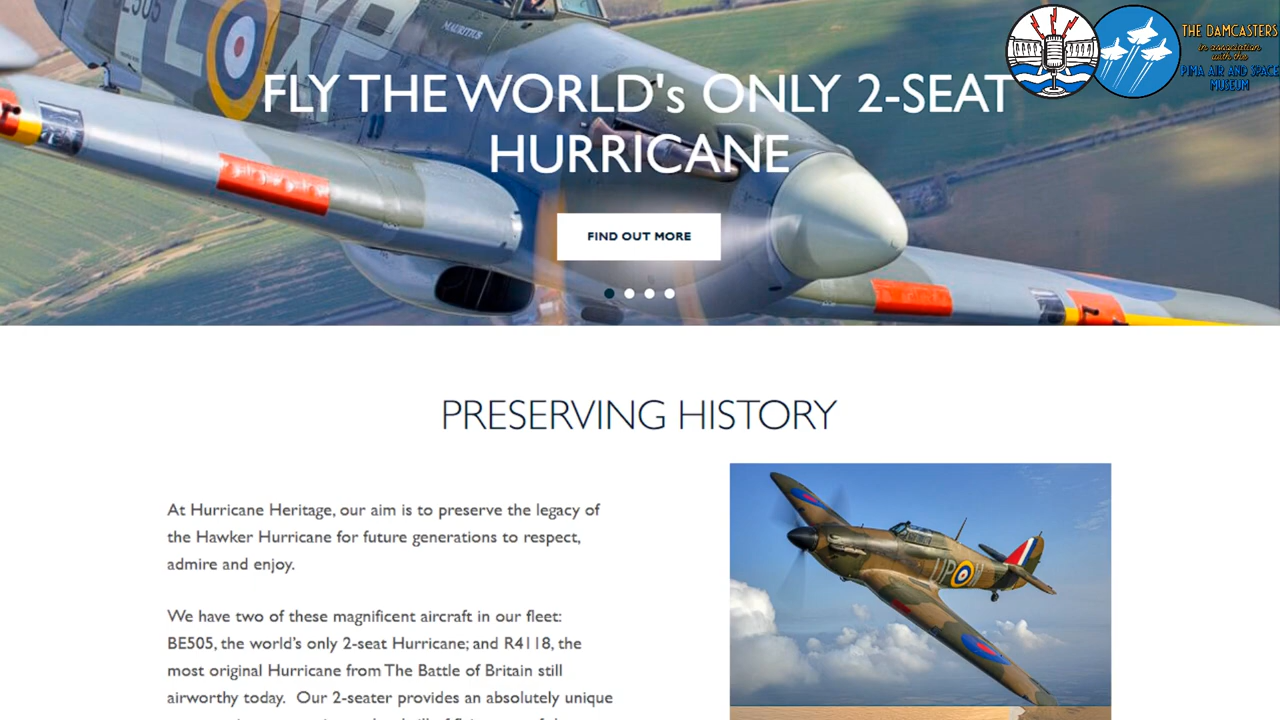 E505
L XP
MAURITIUS
THE DAMCASTERS
in association
with the
PIMA AIR AND SPACE
MUSEUM
FLY THE WORLD's ONLY 2-SEAT
HURRICANE
FIND OUT MORE
PRESERVING HISTORY
At Hurricane Heritage, our aim is to preserve the legacy of
the Hawker Hurricane for future generations to respect,
admire and enjoy.
We have two of these magnificent aircraft in our fleet:
BE505, the world's only 2-seat Hurricane; and R4118, the
most original Hurricane from The Battle of Britain still
airworthy today.  Our 2-seater provides an absolutely unique
UP W